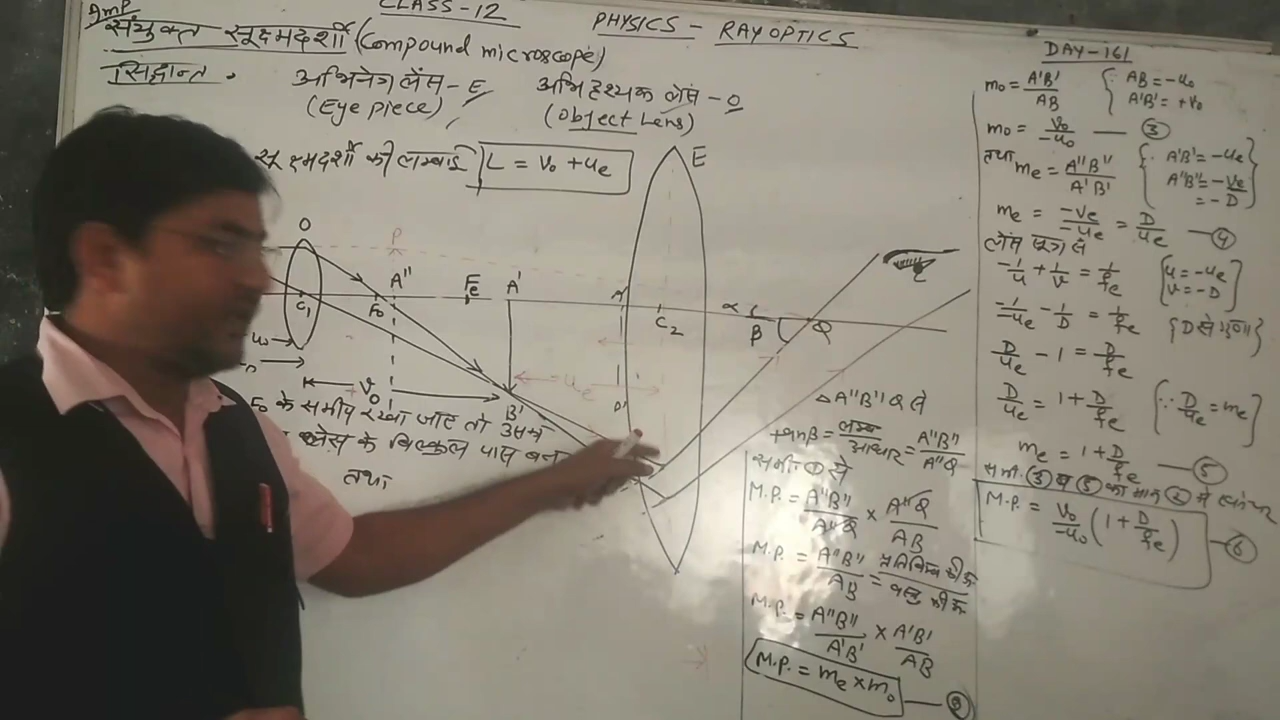 Imp
CLASS-12
PHYSICS - RAY OPTICS
संयुक्त सूक्ष्मदर्शी (Compound microscope)
सिद्धान्त.
अभिनेत्र लेंस - E
(Eye piece)
अभिदृश्यक लेंस - O
(Object Lens)
सूक्ष्मदर्शी की लम्बाई L = v₀ + uₑ
E
O
P
A''
Fₑ
A'
A'
C₁
F₀
C₂
α
β
Q
u₀
v₀
uₑ
B'
F₀ के समीप रखा जाए तो उसका
लेंस के बिल्कुल पास बन
तथा
Δ A''B''Q से
tanβ = लम्ब/आधार = A''B''/A''Q
समी. ① से
M.P. = A''B''/A''Q × A''Q/AB
M.P. = A''B''/AB =
M.P. = A''B''/A'B' × A'B'/AB
M.P. = mₑ × m₀ — ②
DAY-161
m₀ = A'B'/AB { ∵ AB = -u₀
A'B' = +v₀
m₀ = v₀/-u₀ — ③
तथा mₑ = A''B''/A'B' { ∵ A'B' = -uₑ
A''B'' = -vₑ
= -D }
mₑ = -vₑ/-uₑ = D/uₑ — ④
लेंस सूत्र से
-1/u + 1/v = 1/fₑ { u = -uₑ
v = -D }
-1/-uₑ - 1/D = 1/fₑ {D से गुणा}
D/uₑ - 1 = D/fₑ
D/uₑ = 1 + D/fₑ {∵ D/uₑ = mₑ}
mₑ = 1 + D/fₑ — ⑤
समी. ③ व ⑤ का मान ② में रखने पर
M.P. = v₀/-u₀ (1 + D/fₑ) — ⑥